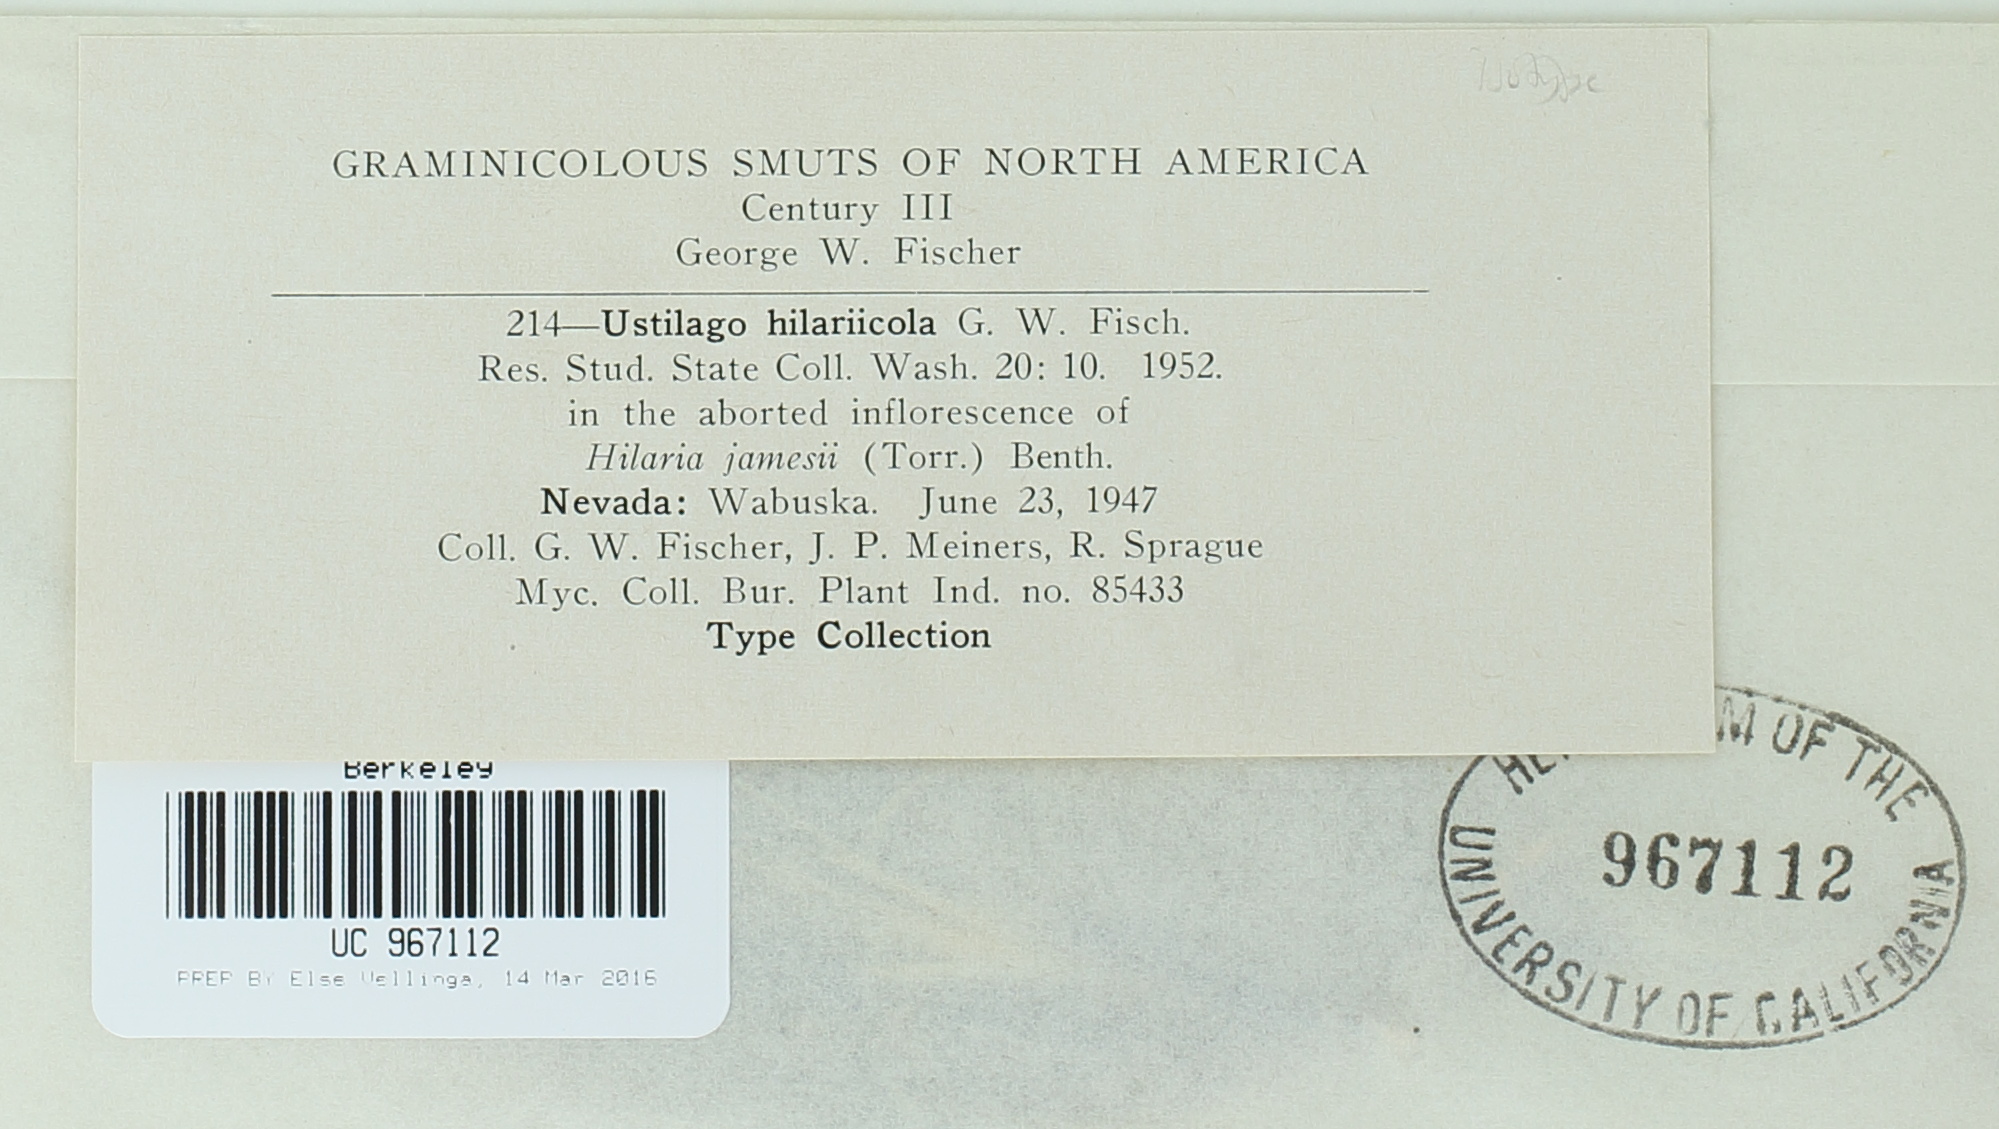 Isotype
GRAMINICOLOUS SMUTS OF NORTH AMERICA
Century III
George W. Fischer
214—Ustilago hilariicola G. W. Fisch.
Res. Stud. State Coll. Wash. 20: 10. 1952.
in the aborted inflorescence of
Hilaria jamesii (Torr.) Benth.
Nevada: Wabuska. June 23, 1947
Coll. G. W. Fischer, J. P. Meiners, R. Sprague
Myc. Coll. Bur. Plant Ind. no. 85433
Type Collection
Berkeley
UC 967112
PREP BY Else Vellinga, 14 Mar 2016
OF THE
967112
UNIVERSITY OF CALIFORNIA